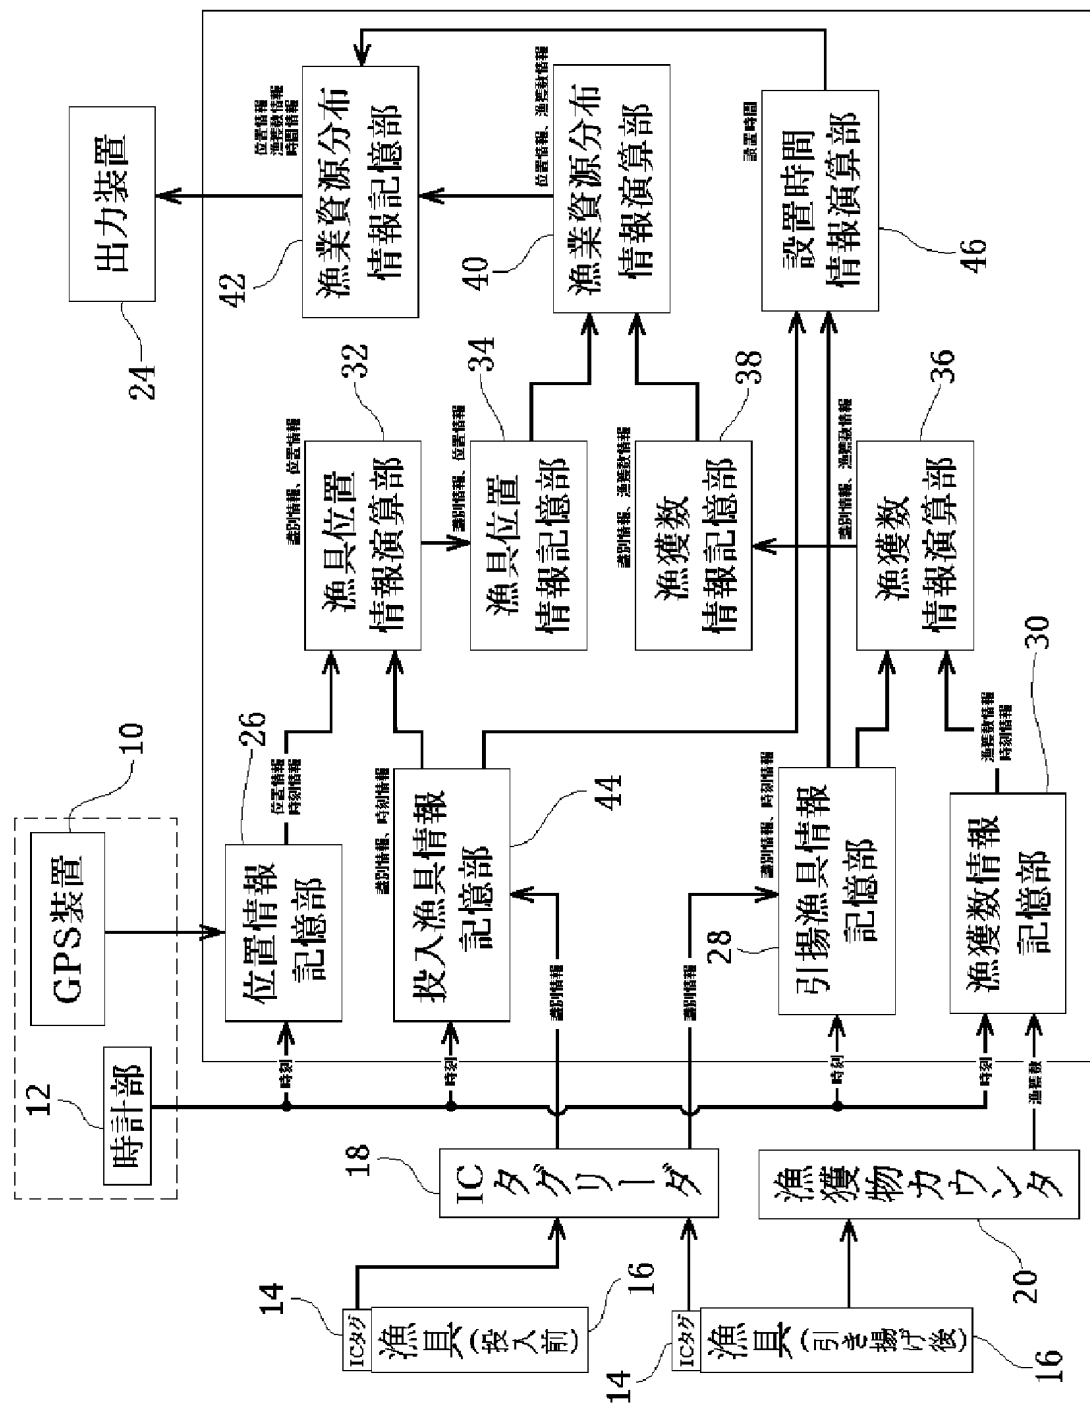 12
時計部
10
GPS装置
14
ICタグ
漁具
(投入前)
16
14
ICタグ
漁具
(引き揚げ後)
16
18
IC
タグリーダ
20
漁獲物カウンタ
時刻
時刻
時刻
時刻
漁獲数
識別情報
識別情報
26
位置情報
記憶部
位置情報
時刻情報
44
投入漁具情報
記憶部
識別情報、時刻情報
28
引揚漁具情報
記憶部
識別情報、時刻情報
30
漁獲数情報
記憶部
漁獲数情報
時刻情報
32
漁具位置
情報演算部
識別情報、位置情報
34
漁具位置
情報記憶部
識別情報、位置情報
38
漁獲数
情報記憶部
識別情報、漁獲数情報
36
漁獲数
情報演算部
識別情報、漁獲数情報
24
出力装置
42
漁業資源分布
情報記憶部
位置情報
漁獲数情報
時間情報
40
漁業資源分布
情報演算部
位置情報、漁獲数情報
46
設置時間
情報演算部
設置時間